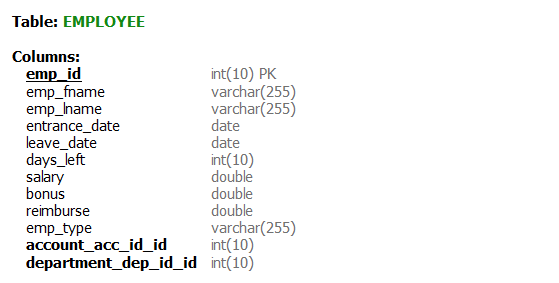 Table: EMPLOYEE
Columns:
emp_id int(10) PK
emp_fname varchar(255)
emp_lname varchar(255)
entrance_date date
leave_date date
days_left int(10)
salary double
bonus double
reimburse double
emp_type varchar(255)
account_acc_id_id int(10)
department_dep_id_id int(10)